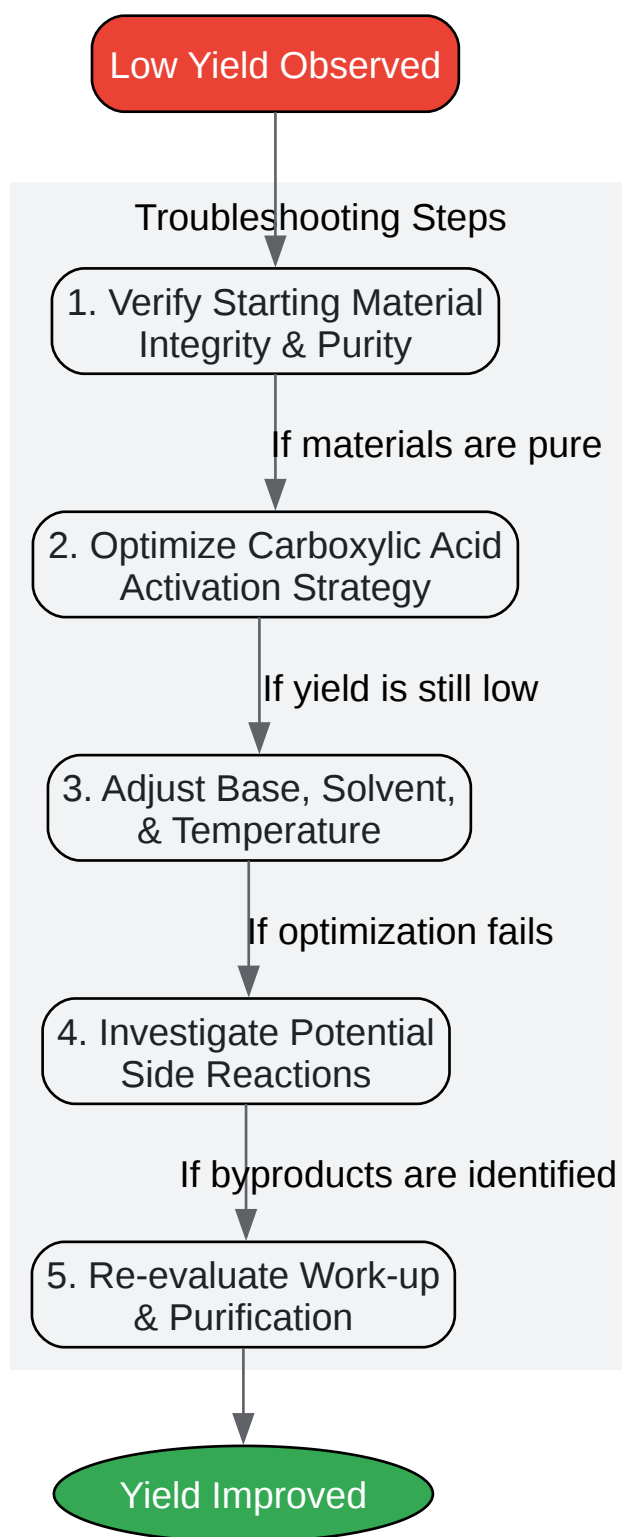 Low Yield Observed
Troubleshooting Steps
1. Verify Starting Material
Integrity & Purity
If materials are pure
2. Optimize Carboxylic Acid
Activation Strategy
If yield is still low
3. Adjust Base, Solvent,
& Temperature
If optimization fails
4. Investigate Potential
Side Reactions
If byproducts are identified
5. Re-evaluate Work-up
& Purification
Yield Improved